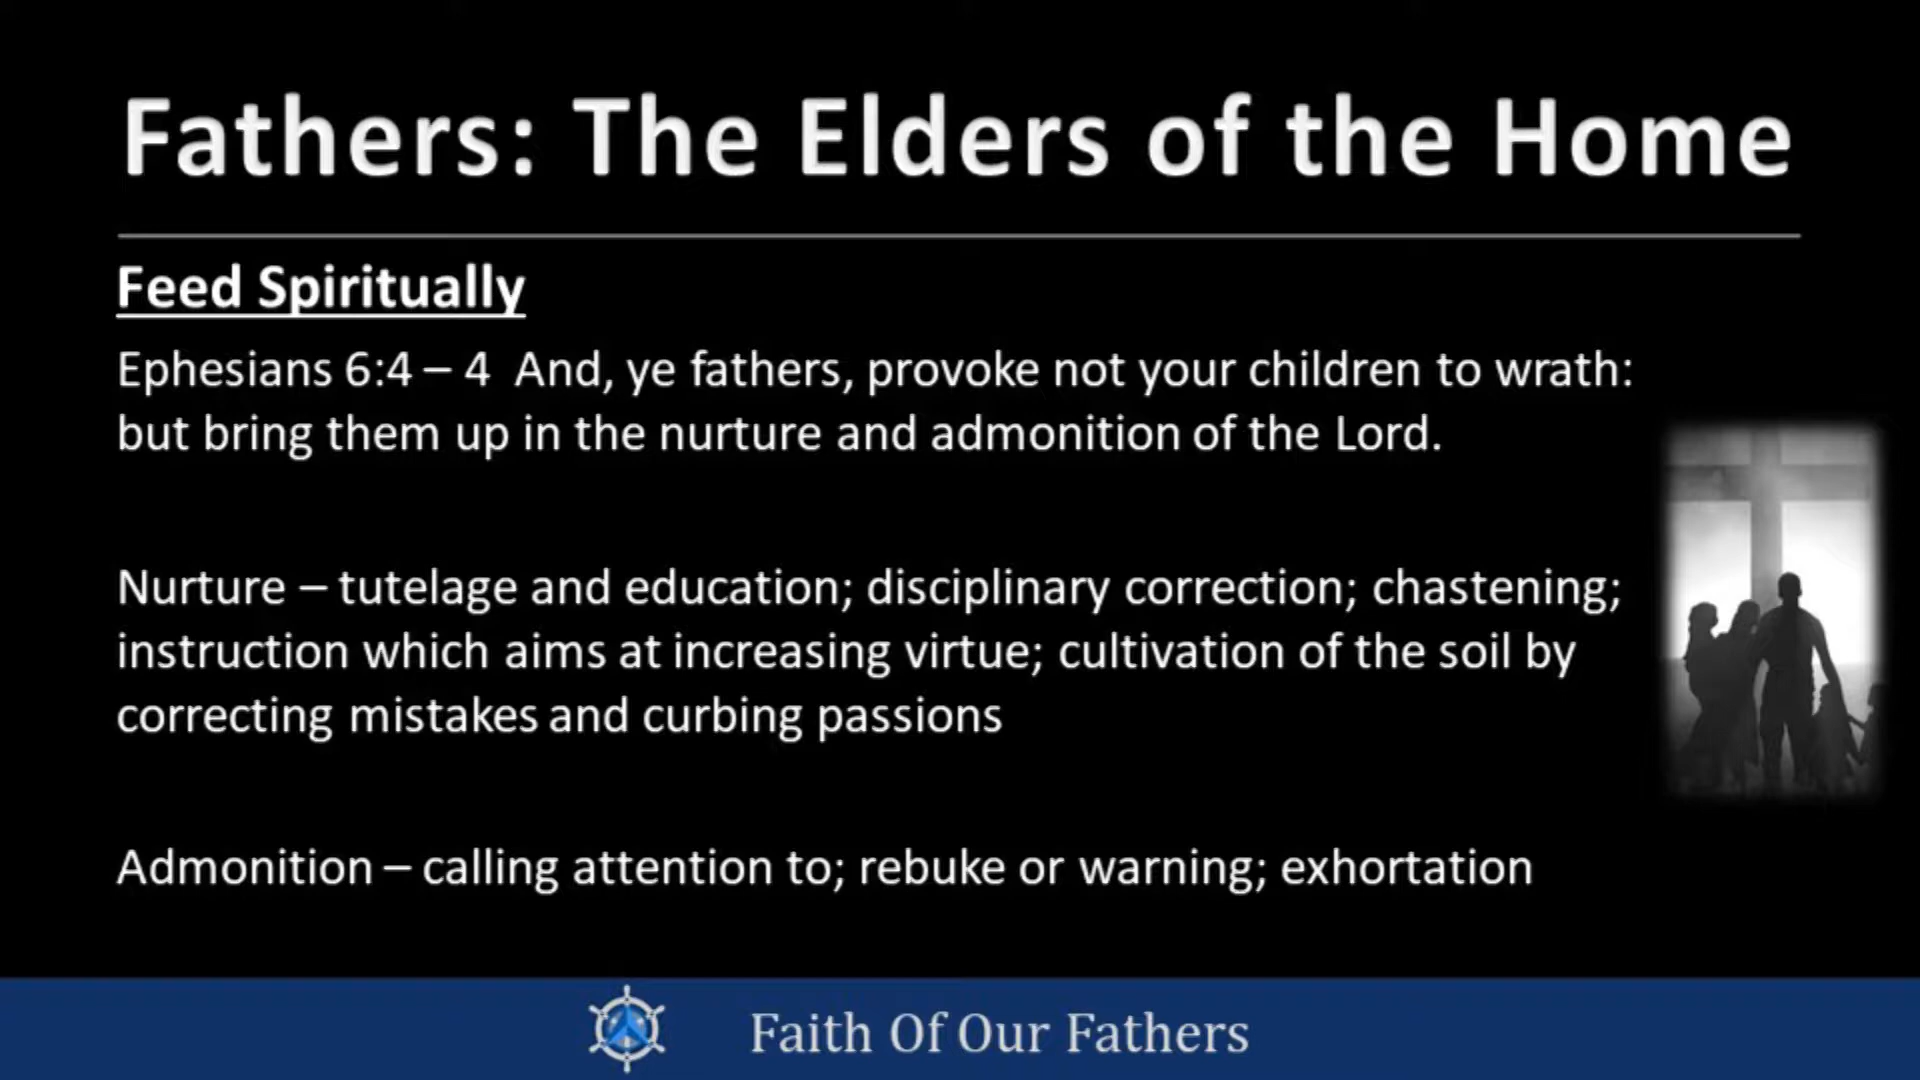 Fathers: The Elders of the Home
Feed Spiritually
Ephesians 6:4 – 4  And, ye fathers, provoke not your children to wrath:
but bring them up in the nurture and admonition of the Lord.
Nurture – tutelage and education; disciplinary correction; chastening;
instruction which aims at increasing virtue; cultivation of the soil by
correcting mistakes and curbing passions
Admonition – calling attention to; rebuke or warning; exhortation
Faith Of Our Fathers